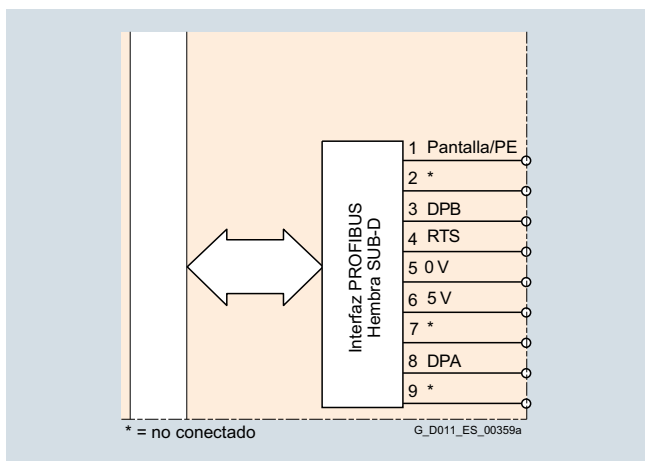 1 Pantalla/PE
2 *
3 DPB
4 RTS
5 0 V
6 5 V
7 *
8 DPA
9 *
Interfaz PROFIBUS
Hembra SUB-D
* = no conectado
G_D011_ES_00359a